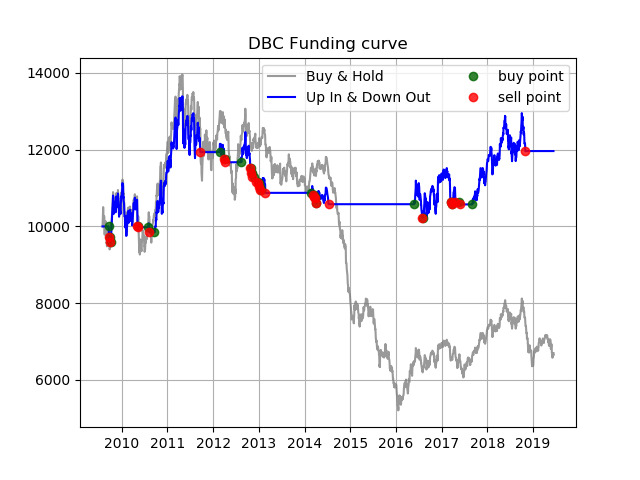 DBC Funding curve
Buy & Hold
Up In & Down Out
buy point
sell point
14000
12000
10000
8000
6000
2010 2011 2012 2013 2014 2015 2016 2017 2018 2019